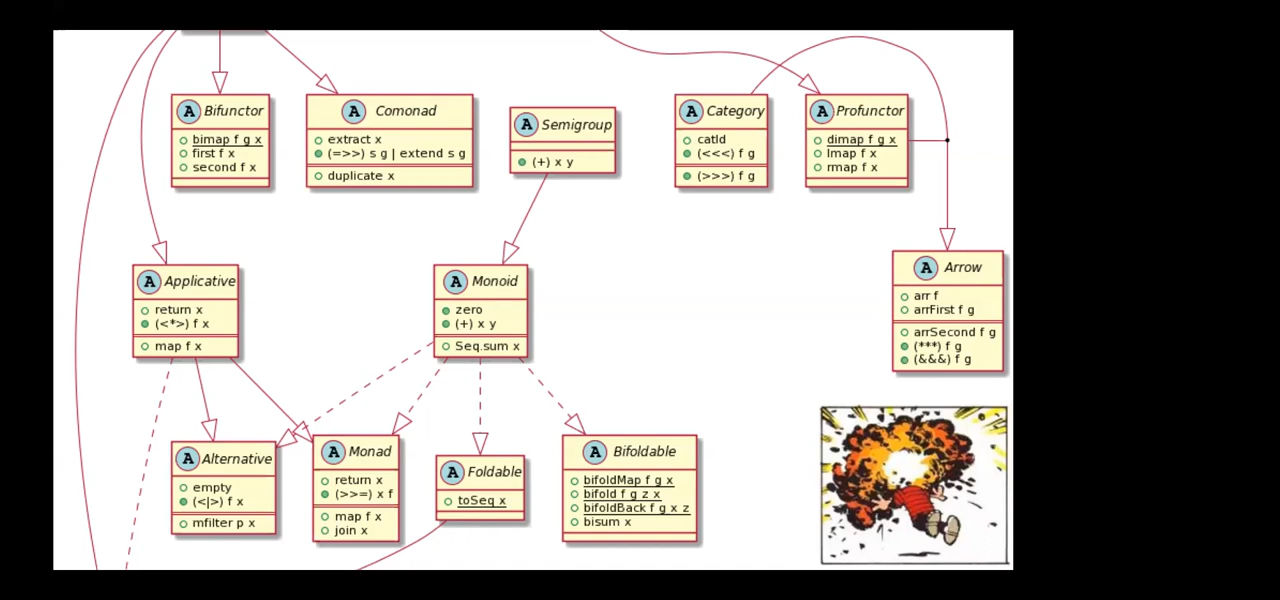 A Bifunctor
bimap f g x
first f x
second f x
A Comonad
extract x
(=>>) s g | extend s g
duplicate x
A Semigroup
(+) x y
A Category
catId
(<<<) f g
(>>>) f g
A Profunctor
dimap f g x
lmap f x
rmap f x
A Applicative
return x
(<*>) f x
map f x
A Monoid
zero
(+) x y
Seq.sum x
A Arrow
arr f
arrFirst f g
arrSecond f g
(***) f g
(&&&) f g
A Alternative
empty
(<|>) f x
mfilter p x
A Monad
return x
(>>=) x f
map f x
join x
A Foldable
toSeq x
A Bifoldable
bifoldMap f g x
bifold f g z x
bifoldBack f g x z
bisum x